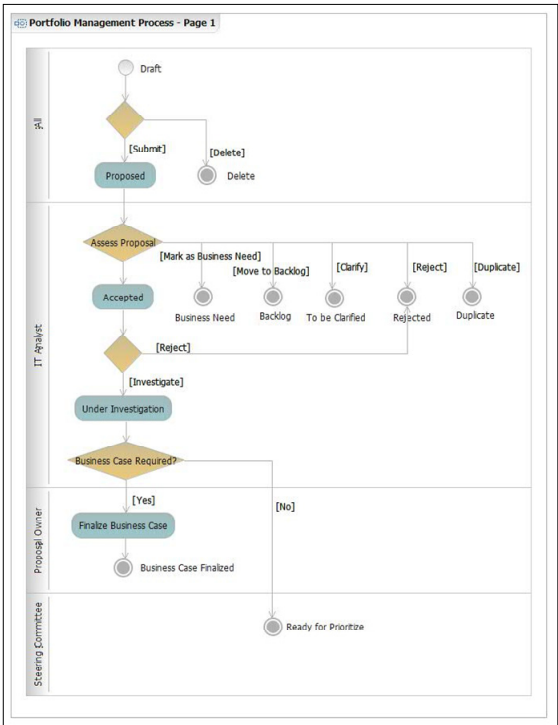 Portfolio Management Process - Page 1
:All
Draft
[Submit]
[Delete]
Proposed
Delete
IT Analyst
Assess Proposal
[Mark as Business Need]
[Move to Backlog]
[Clarify]
[Reject]
[Duplicate]
Accepted
Business Need
Backlog
To be Clarified
Rejected
Duplicate
[Reject]
[Investigate]
Under Investigation
Business Case Required?
[Yes]
[No]
Proposal Owner
Finalize Business Case
Business Case Finalized
Steering Committee
Ready for Prioritize